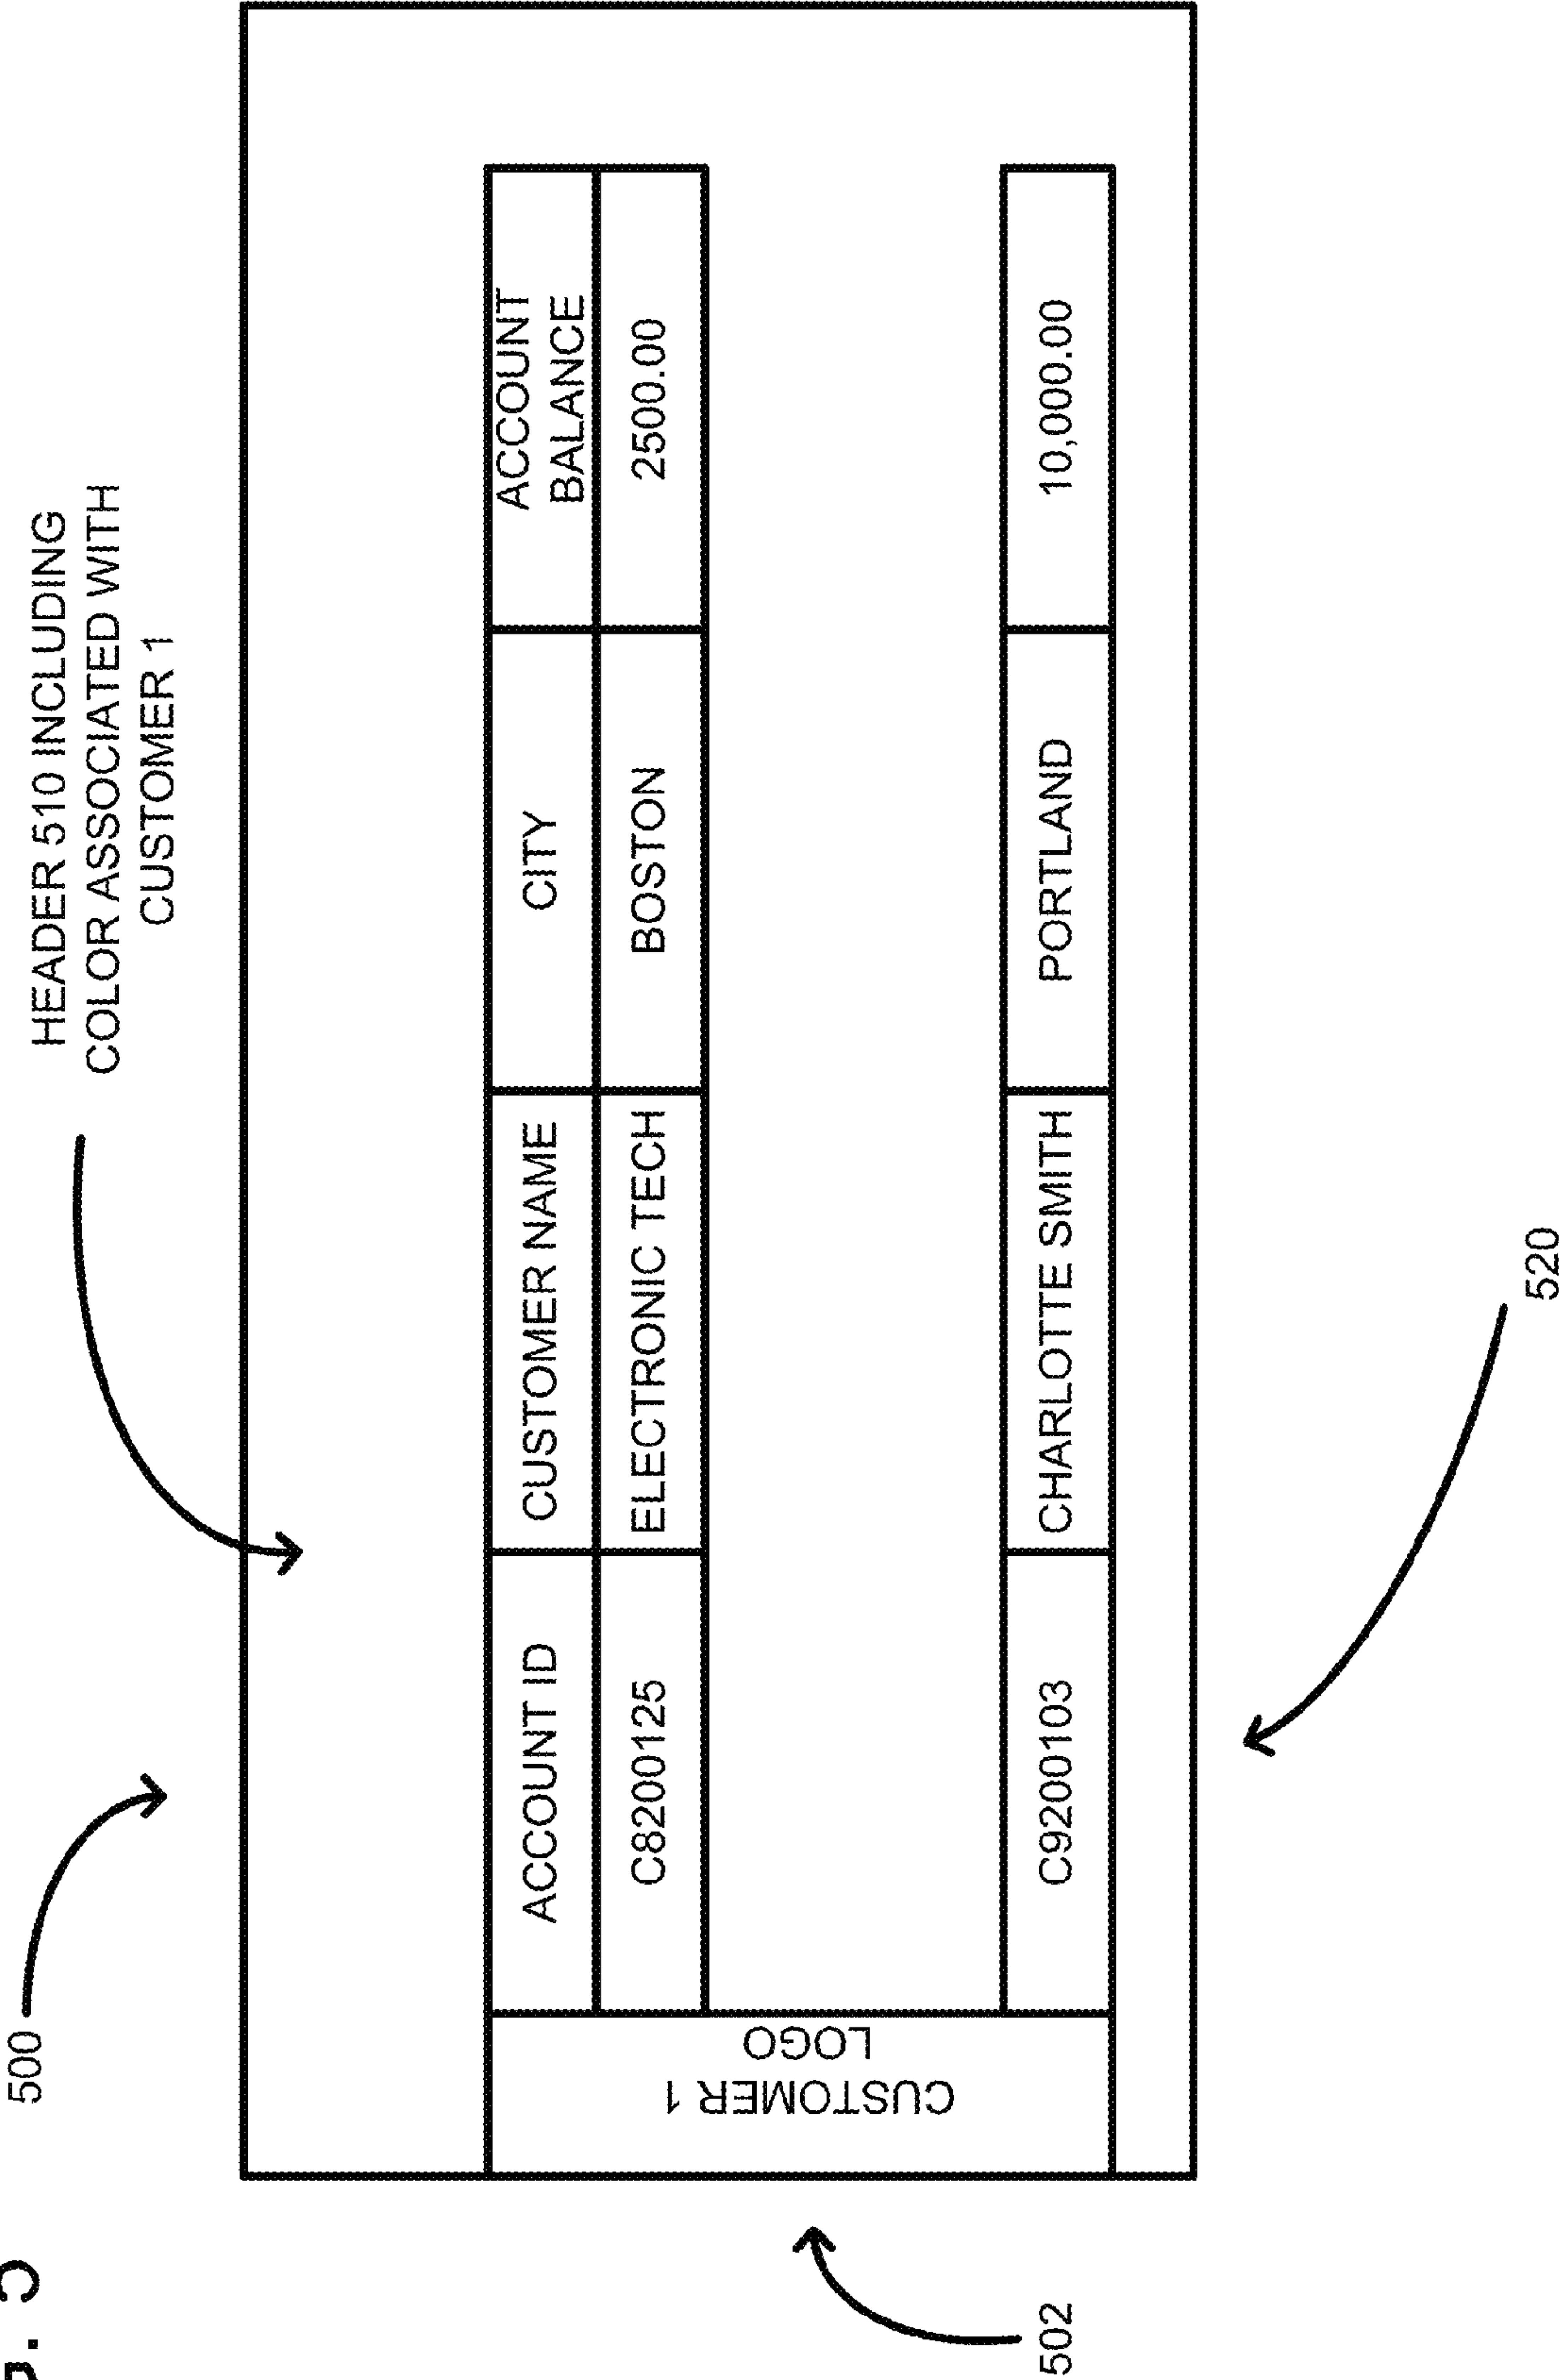 500
HEADER 510 INCLUDING
COLOR ASSOCIATED WITH
CUSTOMER 1
ACCOUNT ID
CUSTOMER NAME
CITY
ACCOUNT
BALANCE
C8200125
ELECTRONIC TECH
BOSTON
2500.00
CUSTOMER 1
LOGO
C9200103
CHARLOTTE SMITH
PORTLAND
10,000.00
502
520